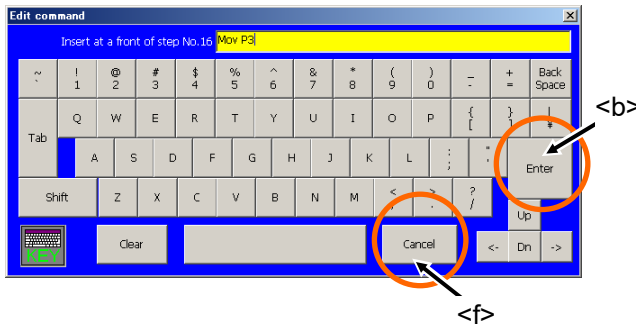 Edit command
Insert at a front of step No.16 Mov P3
~ ! @ # $ % ^ & * ( ) _ + Back
` 1 2 3 4 5 6 7 8 9 0 - = Space
Tab Q W E R T Y U I O P { } |
[ ] ¥
<b>
A S D F G H J K L : " Enter
; '
Shift Z X C V B N M < > ?
, . /
Up
KEY Clear Cancel <- Dn ->
<f>